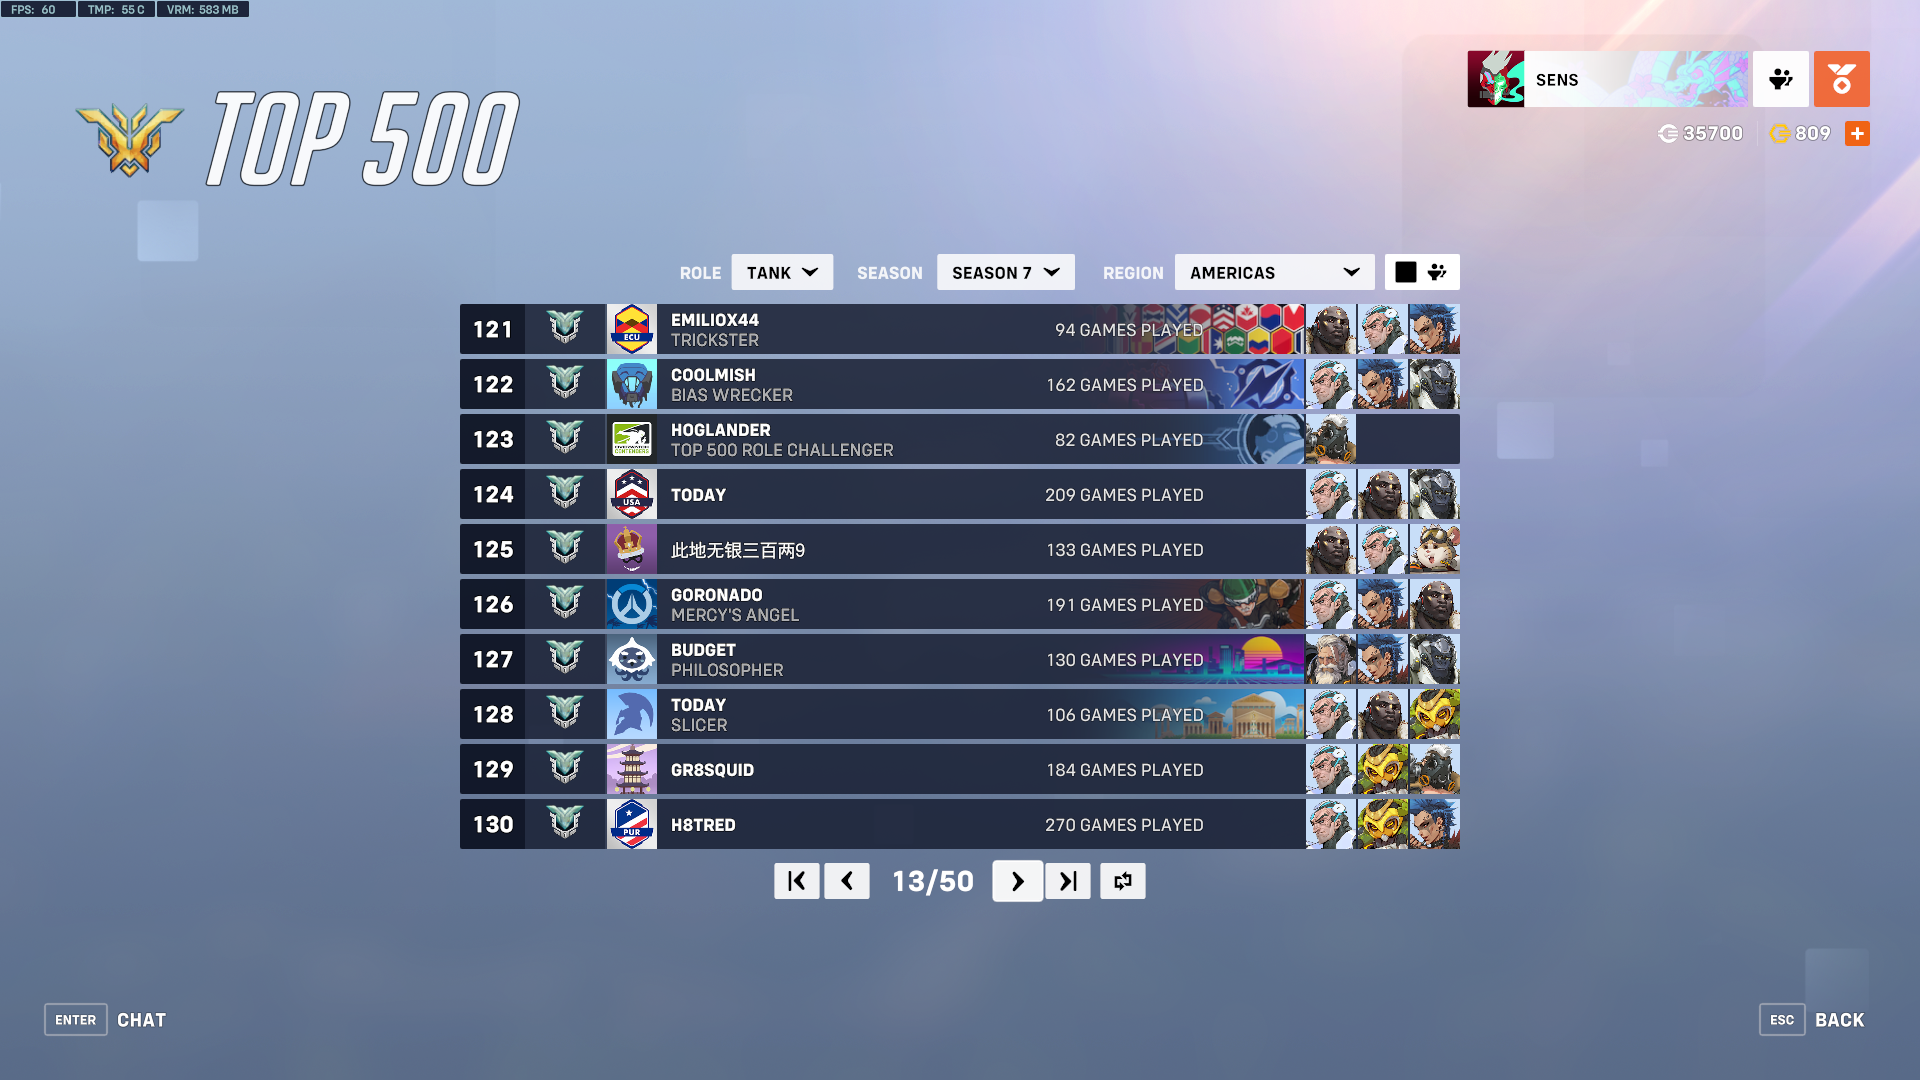 FPS: 60 TMP: 55 C VRM: 583 MB
TOP 500
SENS
35700 809
ROLE TANK SEASON SEASON 7 REGION AMERICAS
121 ECU EMILIOX44 94 GAMES PLAYED
TRICKSTER
122 COOLMISH 162 GAMES PLAYED
BIAS WRECKER
123 HOGLANDER 82 GAMES PLAYED
CONTENDERS TOP 500 ROLE CHALLENGER
124 USA TODAY 209 GAMES PLAYED
125 此地无银三百两9 133 GAMES PLAYED
126 GORONADO 191 GAMES PLAYED
MERCY'S ANGEL
127 BUDGET 130 GAMES PLAYED
PHILOSOPHER
128 TODAY 106 GAMES PLAYED
SLICER
129 GR8SQUID 184 GAMES PLAYED
130 PUR H8TRED 270 GAMES PLAYED
13/50
ENTER CHAT
ESC BACK